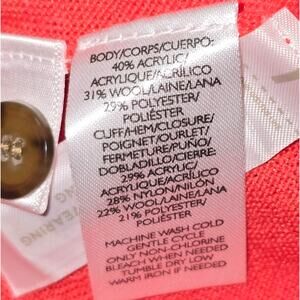 BODY/CORPS/CUERPO:
40% ACRYLIC/
ACRYLIQUE/ACRÍLICO
31% WOOL/LAINE/LANA
29% POLYESTER/
POLIÉSTER
CUFF/HEM/CLOSURE/
POIGNET/OURLET/
FERMETURE/PUÑO/
DOBLADILLO/CIERRE:
29% ACRYLIC/
ACRYLIQUE/ACRÍLICO
28% NYLON/NILÓN
22% WOOL/LAINE/LANA
21% POLYESTER/
POLIÉSTER
MACHINE WASH COLD
GENTLE CYCLE
ONLY NON-CHLORINE
BLEACH WHEN NEEDED
TUMBLE DRY LOW
WARM IRON IF NEEDED
WEARING